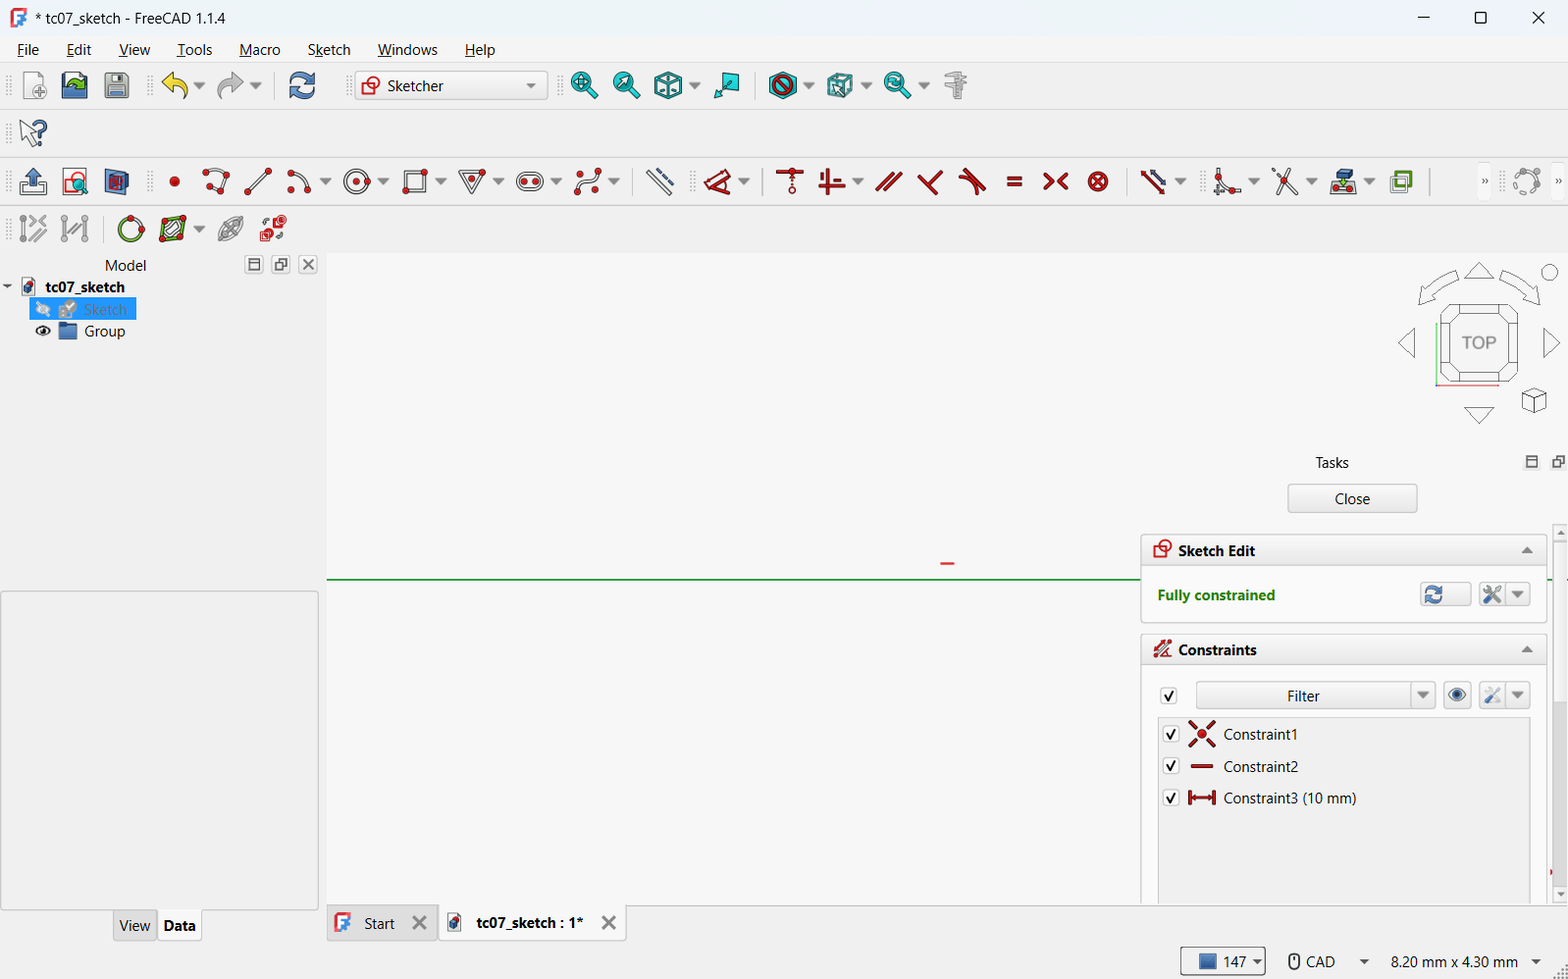 * tc07_sketch - FreeCAD 1.1.4
File Edit View Tools Macro Sketch Windows Help
Sketcher
Model
tc07_sketch
Sketch
Group
TOP
Tasks
Close
Sketch Edit
Fully constrained
Constraints
Filter
Constraint1
Constraint2
Constraint3 (10 mm)
View Data
Start tc07_sketch : 1*
147 CAD 8.20 mm x 4.30 mm